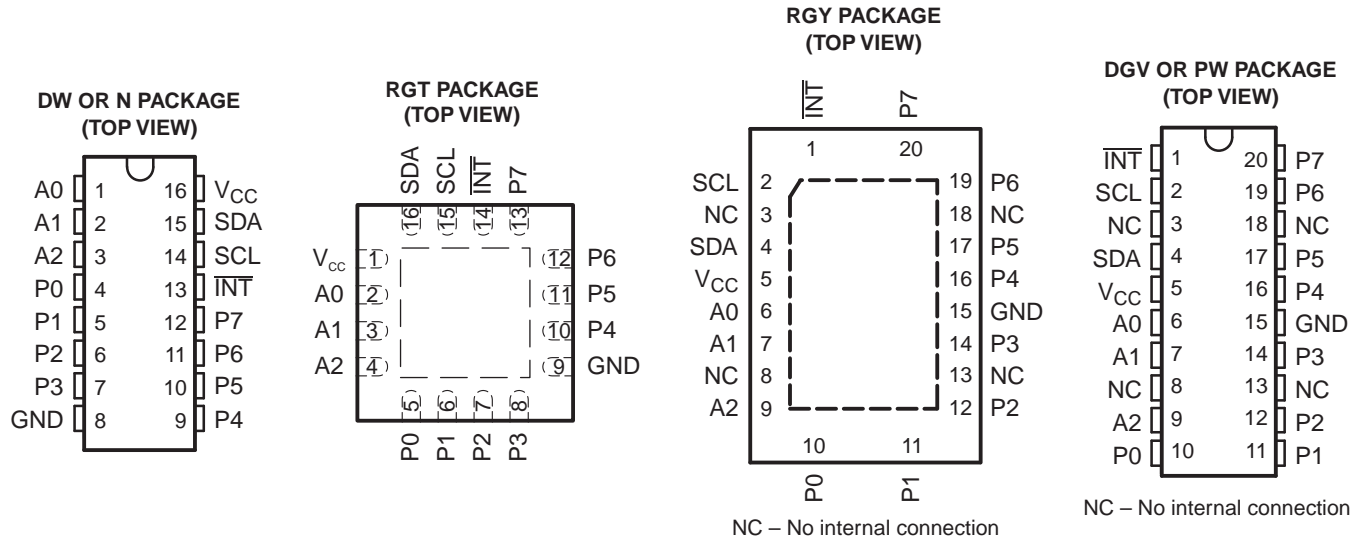 DW OR N PACKAGE
(TOP VIEW)
A0 1 16 VCC
A1 2 15 SDA
A2 3 14 SCL
P0 4 13 INT
P1 5 12 P7
P2 6 11 P6
P3 7 10 P5
GND 8 9 P4
RGT PACKAGE
(TOP VIEW)
SDA SCL INT P7
16 15 14 13
VCC 1 12 P6
A0 2 11 P5
A1 3 10 P4
A2 4 9 GND
5 6 7 8
P0 P1 P2 P3
RGY PACKAGE
(TOP VIEW)
INT P7
1 20
SCL 2 19 P6
NC 3 18 NC
SDA 4 17 P5
VCC 5 16 P4
A0 6 15 GND
A1 7 14 P3
NC 8 13 NC
A2 9 12 P2
10 11
P0 P1
NC – No internal connection
DGV OR PW PACKAGE
(TOP VIEW)
INT 1 20 P7
SCL 2 19 P6
NC 3 18 NC
SDA 4 17 P5
VCC 5 16 P4
A0 6 15 GND
A1 7 14 P3
NC 8 13 NC
A2 9 12 P2
P0 10 11 P1
NC – No internal connection